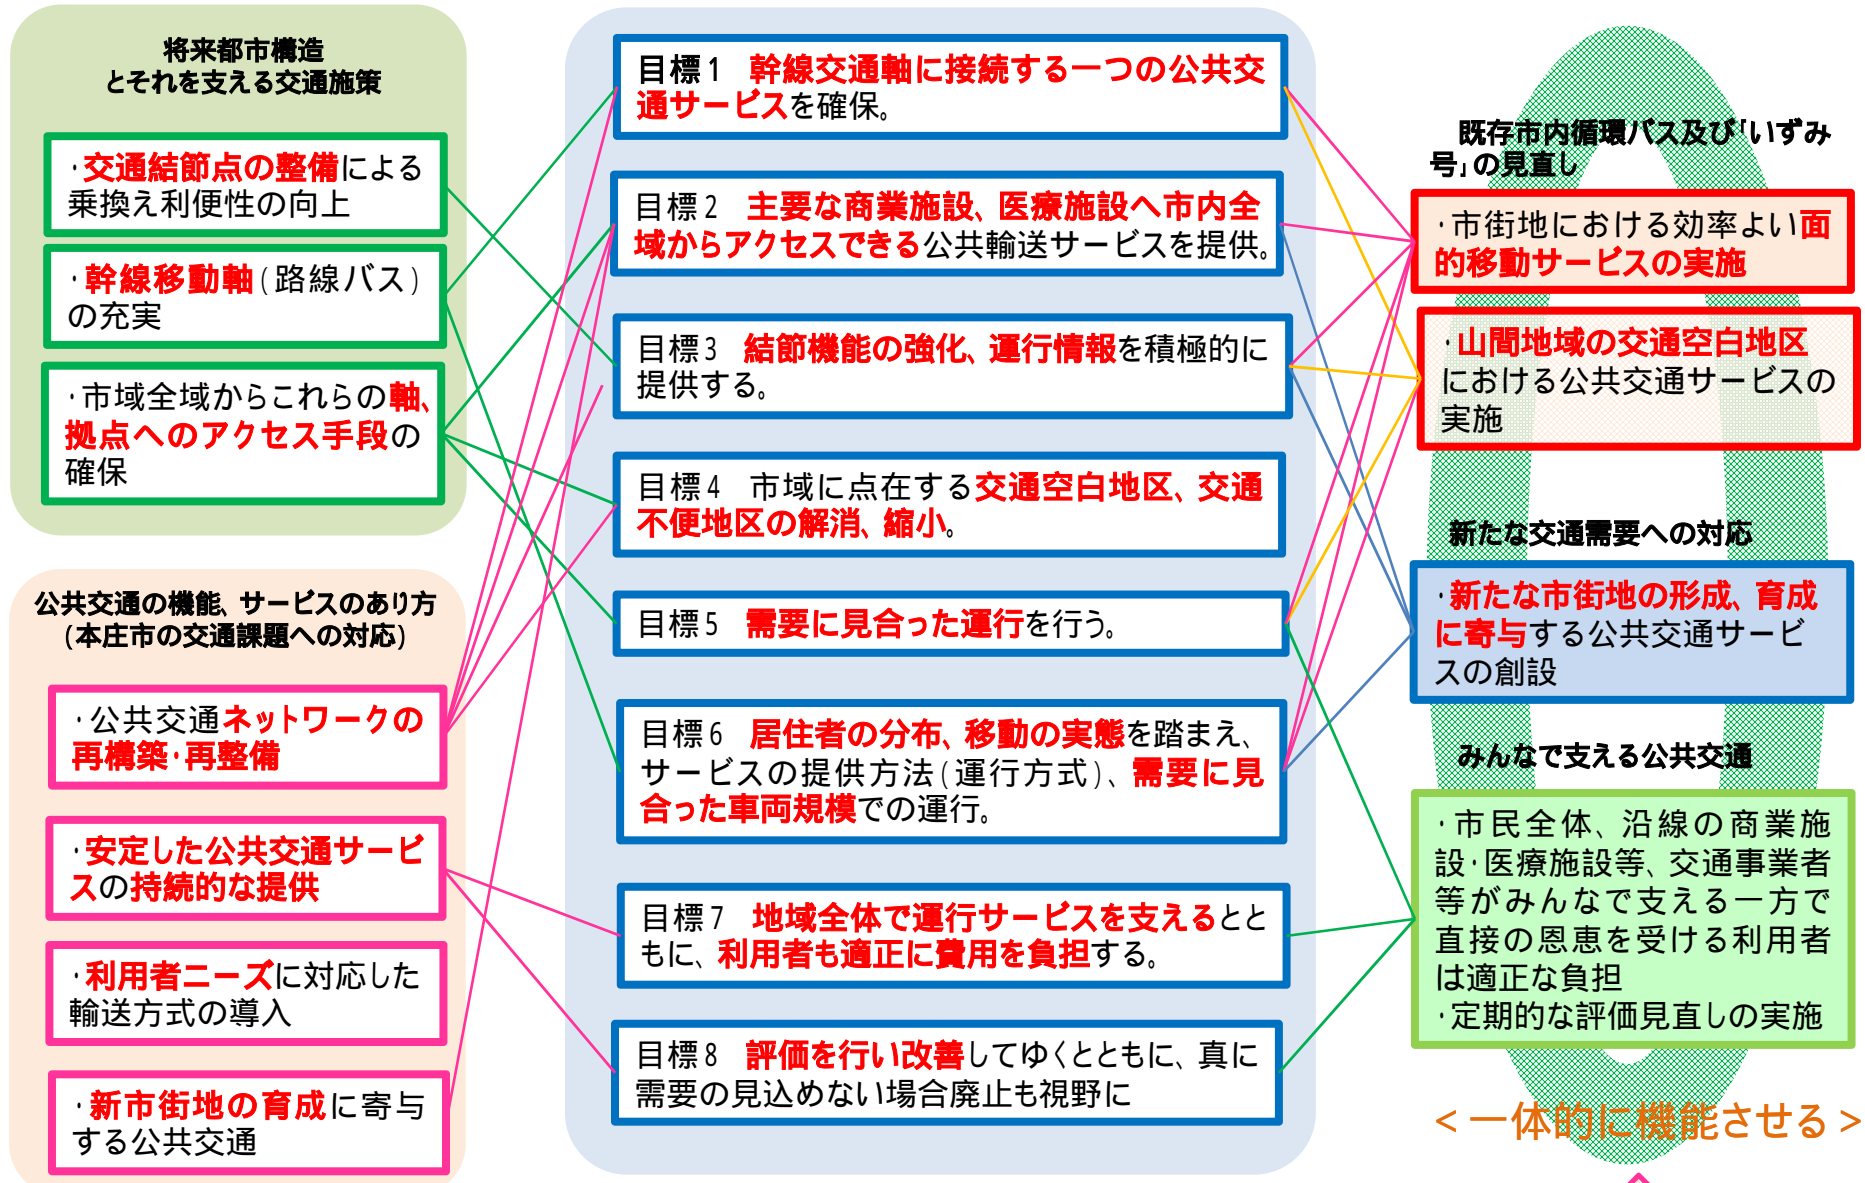 将来都市構造
とそれを支える交通施策
・交通結節点の整備による
乗換え利便性の向上
・幹線移動軸(路線バス)
の充実
・市域全域からこれらの軸、
拠点へのアクセス手段の
確保
公共交通の機能、サービスのあり方
(本庄市の交通課題への対応)
・公共交通ネットワークの
再構築・再整備
・安定した公共交通サービ
スの持続的な提供
・利用者ニーズに対応した
輸送方式の導入
・新市街地の育成に寄与
する公共交通
目標1 幹線交通軸に接続する一つの公共交
通サービスを確保。
目標2 主要な商業施設、医療施設へ市内全
域からアクセスできる公共輸送サービスを提供。
目標3 結節機能の強化、運行情報を積極的に
提供する。
目標4 市域に点在する交通空白地区、交通
不便地区の解消、縮小。
目標5 需要に見合った運行を行う。
目標6 居住者の分布、移動の実態を踏まえ、
サービスの提供方法(運行方式)、需要に見
合った車両規模での運行。
目標7 地域全体で運行サービスを支えるとと
もに、利用者も適正に費用を負担する。
目標8 評価を行い改善してゆくとともに、真に
需要の見込めない場合廃止も視野に
既存市内循環バス及び「いずみ
号」の見直し
・市街地における効率よい面
的移動サービスの実施
・山間地域の交通空白地区
における公共交通サービスの
実施
新たな交通需要への対応
・新たな市街地の形成、育成
に寄与する公共交通サービ
スの創設
みんなで支える公共交通
・市民全体、沿線の商業施
設・医療施設等、交通事業者
等がみんなで支える一方で
直接の恩恵を受ける利用者
は適正な負担
・定期的な評価見直しの実施
<一体的に機能させる>